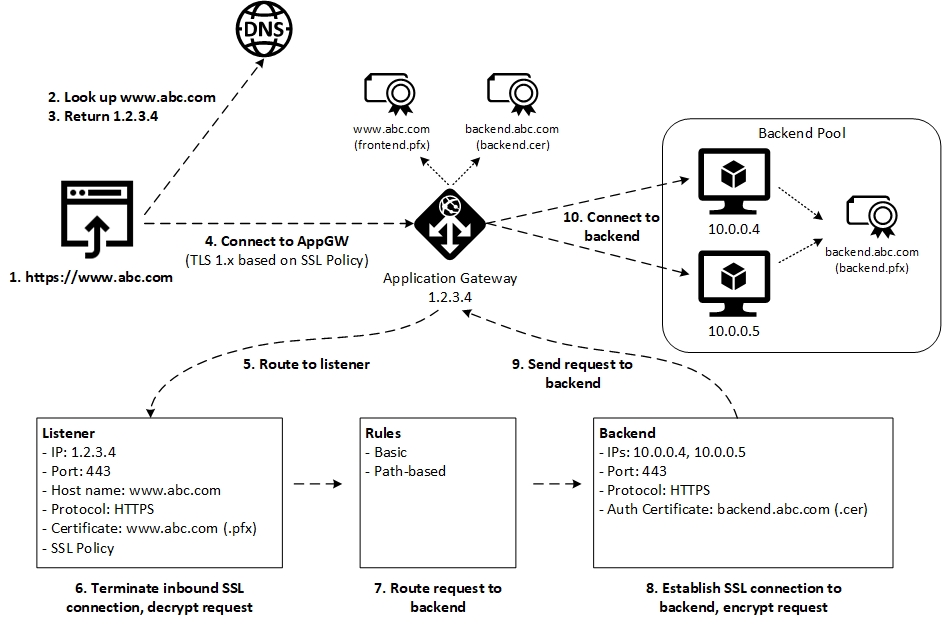 DNS
2. Look up www.abc.com
3. Return 1.2.3.4
www.abc.com
(frontend.pfx)
backend.abc.com
(backend.cer)
Backend Pool
10.0.0.4
backend.abc.com
(backend.pfx)
10.0.0.5
1. https://www.abc.com
4. Connect to AppGW
(TLS 1.x based on SSL Policy)
Application Gateway
1.2.3.4
10. Connect to
backend
5. Route to listener
9. Send request to
backend
Listener
- IP: 1.2.3.4
- Port: 443
- Host name: www.abc.com
- Protocol: HTTPS
- Certificate: www.abc.com (.pfx)
- SSL Policy
Rules
- Basic
- Path-based
Backend
- IPs: 10.0.0.4, 10.0.0.5
- Port: 443
- Protocol: HTTPS
- Auth Certificate: backend.abc.com (.cer)
6. Terminate inbound SSL
connection, decrypt request
7. Route request to
backend
8. Establish SSL connection to
backend, encrypt request